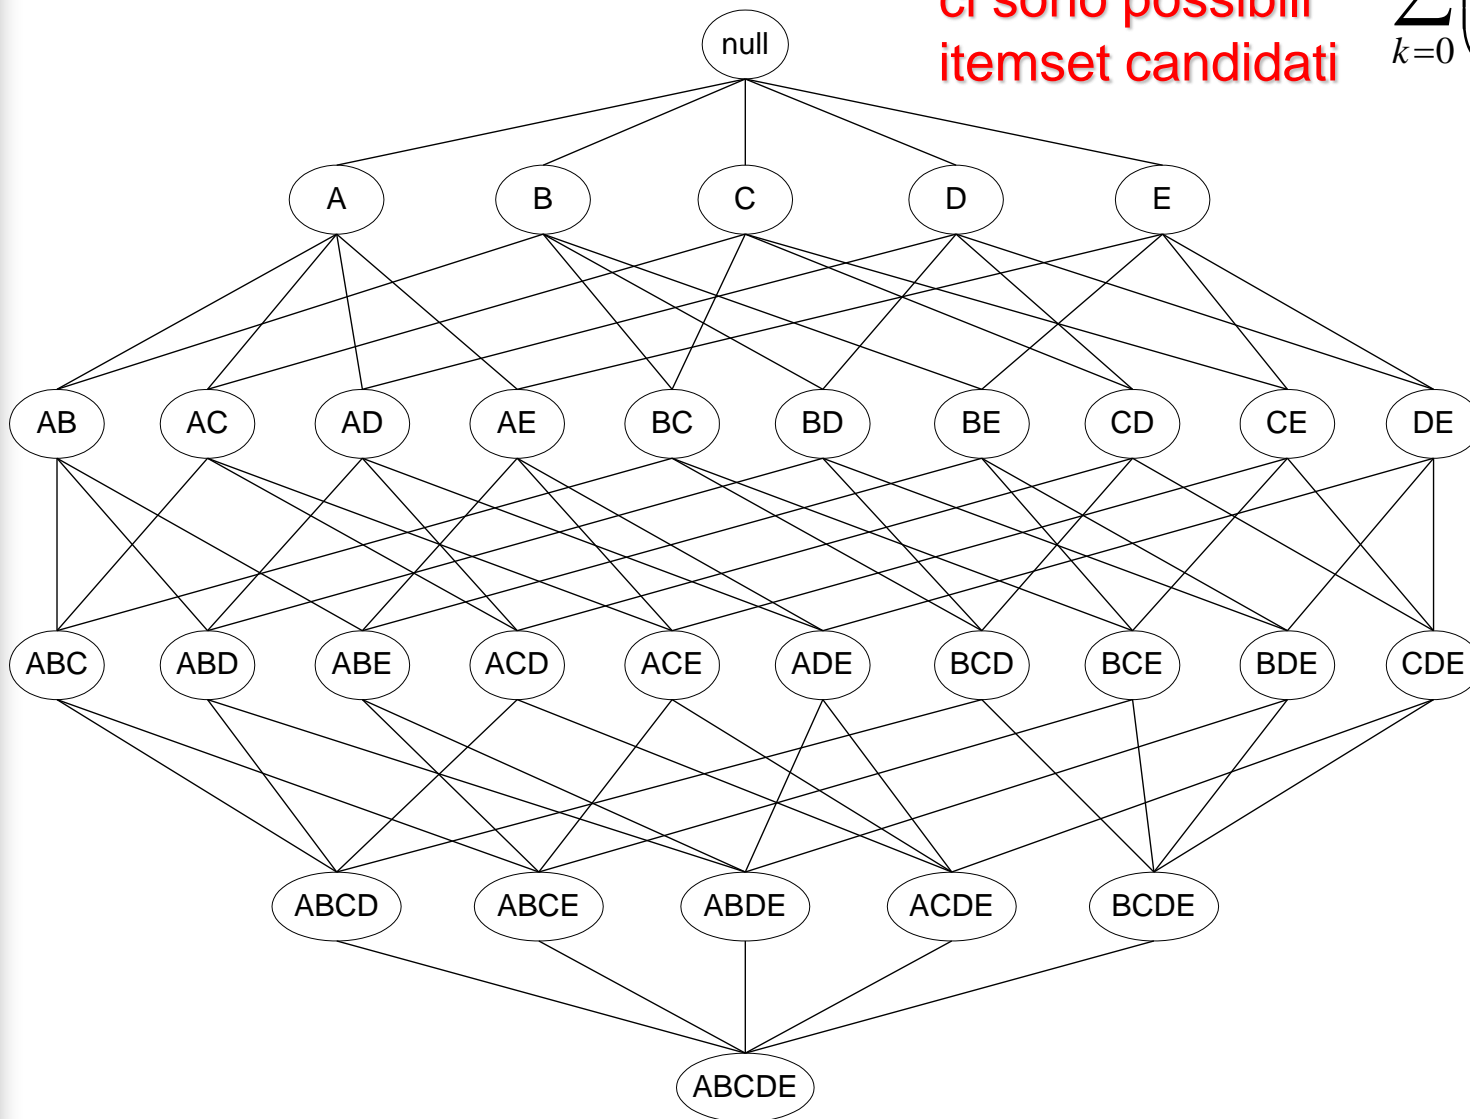 ci sono possibili
itemset candidati
k=0
null
A B C D E
AB AC AD AE BC BD BE CD CE DE
ABC ABD ABE ACD ACE ADE BCD BCE BDE CDE
ABCD ABCE ABDE ACDE BCDE
ABCDE